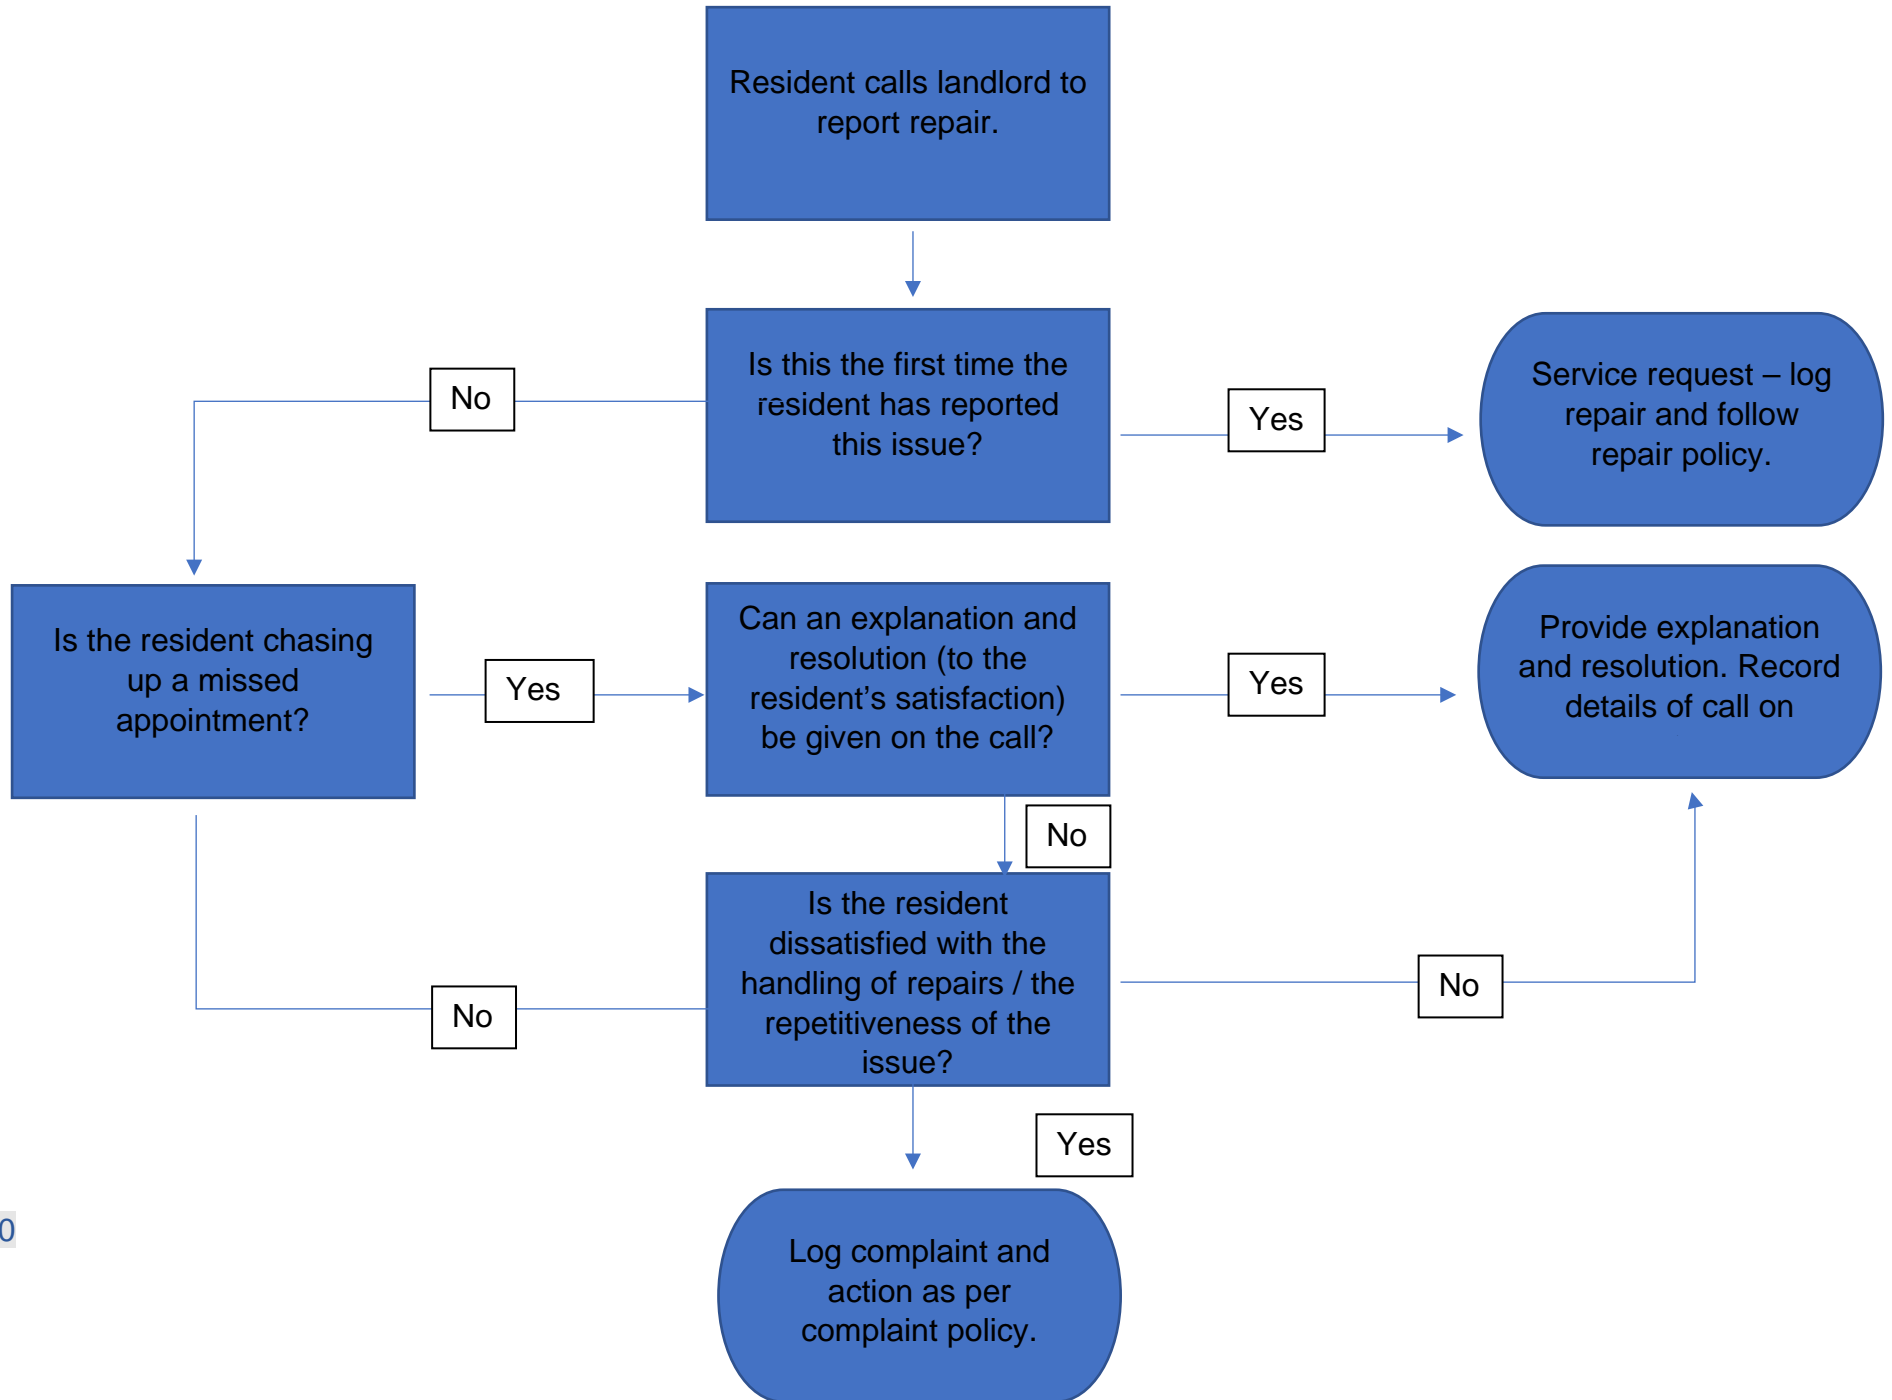 Resident calls landlord to
report repair.
Is this the first time the
resident has reported
this issue?
No
Yes
Service request – log
repair and follow
repair policy.
Is the resident chasing
up a missed
appointment?
Yes
Can an explanation and
resolution (to the
resident’s satisfaction)
be given on the call?
Yes
Provide explanation
and resolution. Record
details of call on
No
Is the resident
dissatisfied with the
handling of repairs / the
repetitiveness of the
issue?
No
No
Yes
Log complaint and
action as per
complaint policy.
0